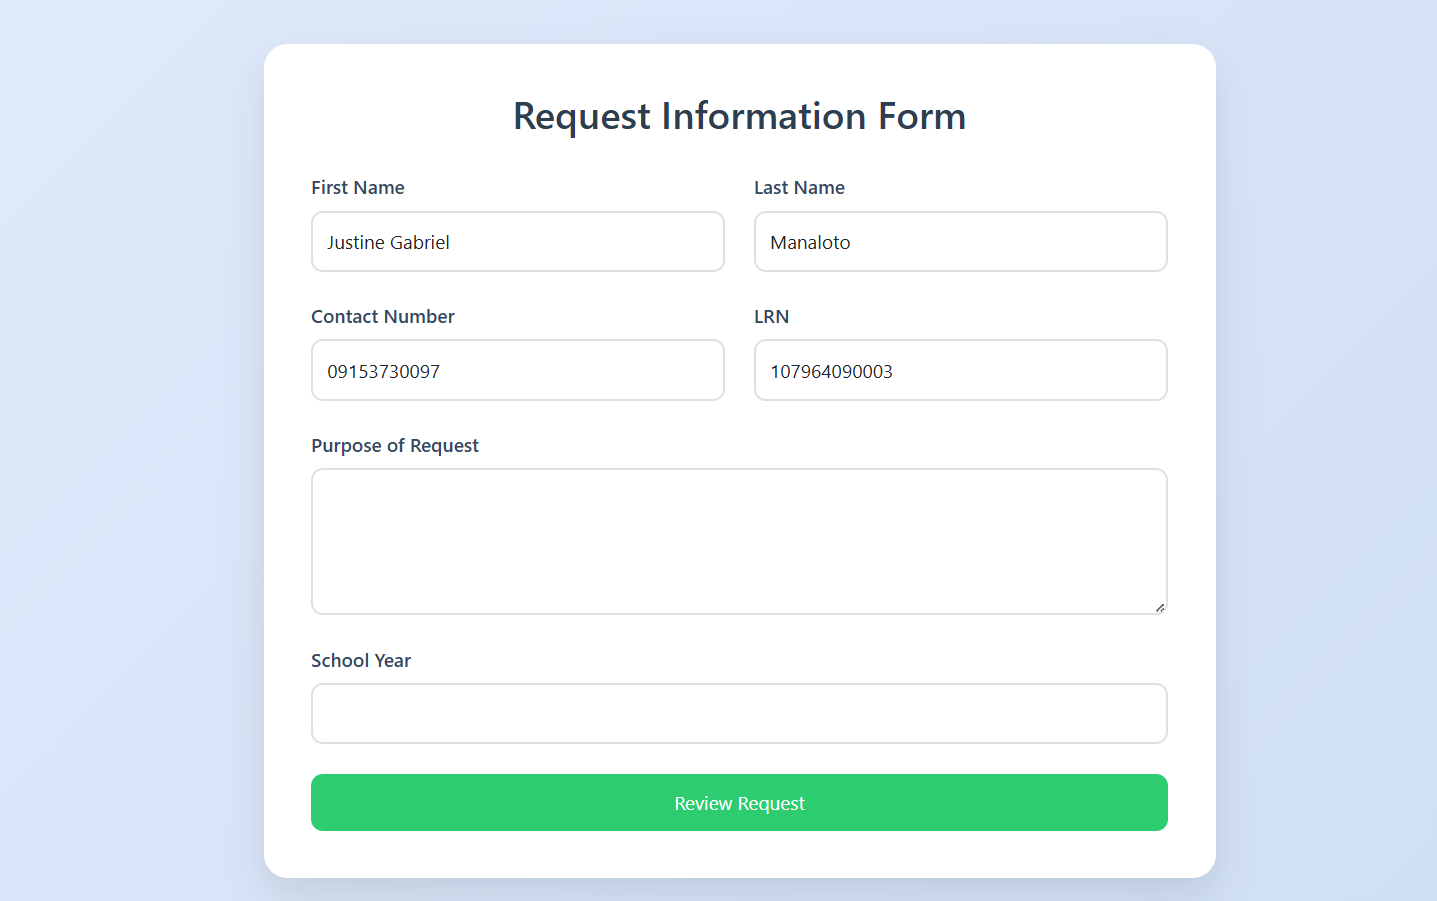 Request Information Form
First Name
Last Name
Justine Gabriel
Manaloto
Contact Number
LRN
09153730097
107964090003
Purpose of Request
School Year
Review Request